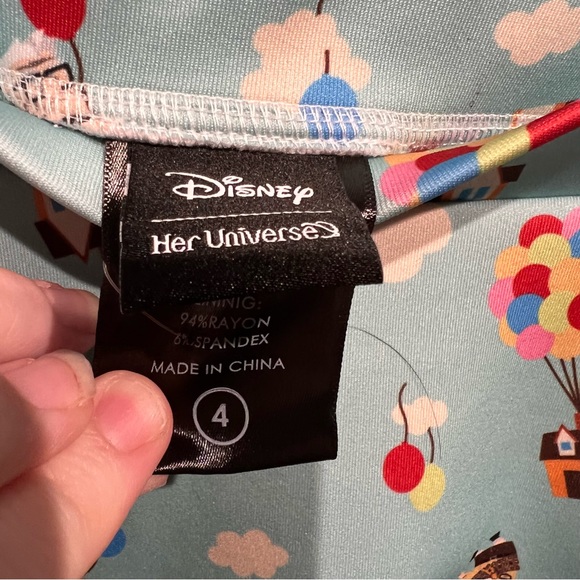 Disney
Her Universe
94%RAYON
6%SPANDEX
MADE IN CHINA
4